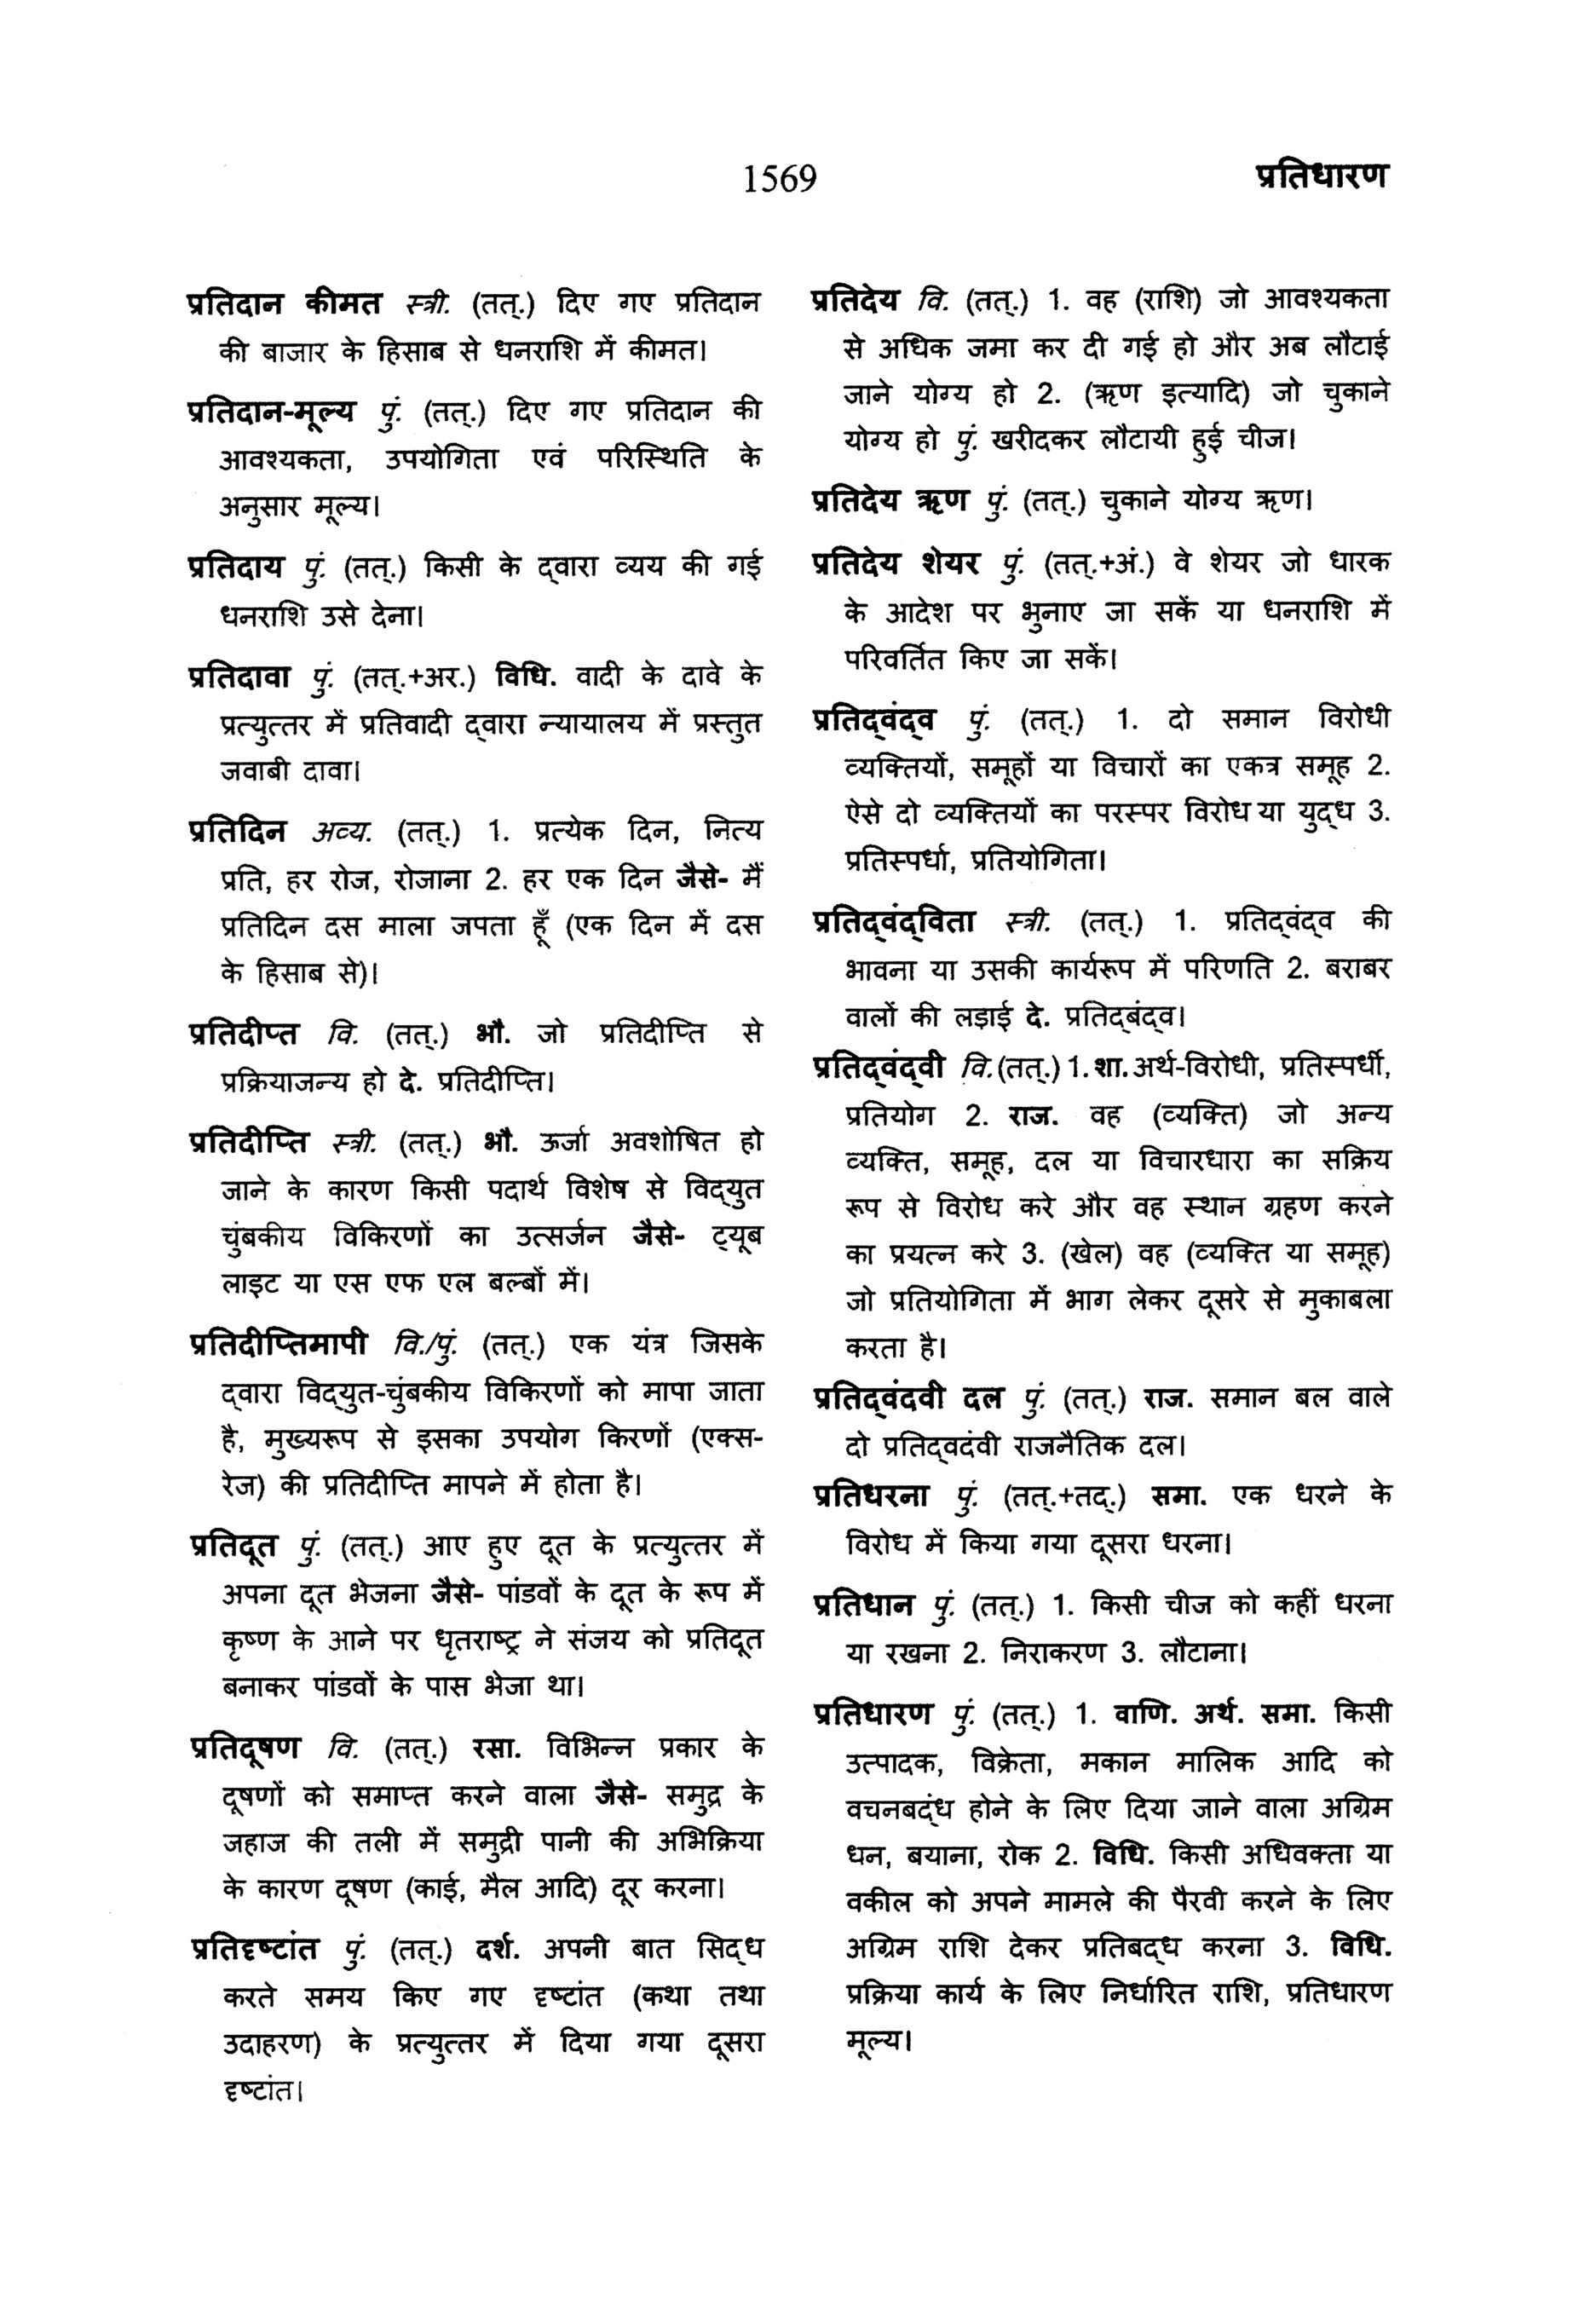 1569
प्रतिधारण
प्रतिदान कीमत स्त्री. (तत्.) दिए गए प्रतिदान
की बाजार के हिसाब से धनराशि में कीमत।
प्रतिदान-मूल्य पुं. (तत्.) दिए गए प्रतिदान की
आवश्यकता, उपयोगिता एवं परिस्थिति के
अनुसार मूल्य।
प्रतिदाय पुं. (तत्.) किसी के द्वारा व्यय की गई
धनराशि उसे देना।
प्रतिदावा पुं. (तत्.+अर.) विधि. वादी के दावे के
प्रत्युत्तर में प्रतिवादी द्वारा न्यायालय में प्रस्तुत
जवाबी दावा।
प्रतिदिन अव्य. (तत्.) 1. प्रत्येक दिन, नित्य
प्रति, हर रोज, रोजाना 2. हर एक दिन जैसे- मैं
प्रतिदिन दस माला जपता हूँ (एक दिन में दस
के हिसाब से)।
प्रतिदीप्त वि. (तत्.) भौ. जो प्रतिदीप्ति से
प्रक्रियाजन्य हो दे. प्रतिदीप्ति।
प्रतिदीप्ति स्त्री. (तत्.) भौ. ऊर्जा अवशोषित हो
जाने के कारण किसी पदार्थ विशेष से विद्युत
चुंबकीय विकिरणों का उत्सर्जन जैसे- ट्यूब
लाइट या एस एफ एल बल्बों में।
प्रतिदीप्तिमापी वि./पुं. (तत्.) एक यंत्र जिसके
द्वारा विद्युत-चुंबकीय विकिरणों को मापा जाता
है, मुख्यरूप से इसका उपयोग किरणों (एक्स-
रेज) की प्रतिदीप्ति मापने में होता है।
प्रतिदूत पुं. (तत्.) आए हुए दूत के प्रत्युत्तर में
अपना दूत भेजना जैसे- पांडवों के दूत के रूप में
कृष्ण के आने पर धृतराष्ट्र ने संजय को प्रतिदूत
बनाकर पांडवों के पास भेजा था।
प्रतिदूषण वि. (तत्.) रसा. विभिन्न प्रकार के
दूषणों को समाप्त करने वाला जैसे- समुद्र के
जहाज की तली में समुद्री पानी की अभिक्रिया
के कारण दूषण (काई, मैल आदि) दूर करना।
प्रतिदृष्टांत पुं. (तत्.) दर्श. अपनी बात सिद्ध
करते समय किए गए दृष्टांत (कथा तथा
उदाहरण) के प्रत्युत्तर में दिया गया दूसरा
दृष्टांत।
प्रतिदेय वि. (तत्.) 1. वह (राशि) जो आवश्यकता
से अधिक जमा कर दी गई हो और अब लौटाई
जाने योग्य हो 2. (ऋण इत्यादि) जो चुकाने
योग्य हो पुं. खरीदकर लौटायी हुई चीज।
प्रतिदेय ऋण पुं. (तत्.) चुकाने योग्य ऋण।
प्रतिदेय शेयर पुं. (तत्.+अं.) वे शेयर जो धारक
के आदेश पर भुनाए जा सकें या धनराशि में
परिवर्तित किए जा सकें।
प्रतिद्वंद्व पुं. (तत्.) 1. दो समान विरोधी
व्यक्तियों, समूहों या विचारों का एकत्र समूह 2.
ऐसे दो व्यक्तियों का परस्पर विरोध या युद्ध 3.
प्रतिस्पर्धा, प्रतियोगिता।
प्रतिद्वंद्विता स्त्री. (तत्.) 1. प्रतिद्वंद्व की
भावना या उसकी कार्यरूप में परिणति 2. बराबर
वालों की लड़ाई दे. प्रतिद्बंद्व।
प्रतिद्वंद्वी वि.(तत्.) 1.शा.अर्थ-विरोधी, प्रतिस्पर्धी,
प्रतियोग 2. राज. वह (व्यक्ति) जो अन्य
व्यक्ति, समूह, दल या विचारधारा का सक्रिय
रूप से विरोध करे और वह स्थान ग्रहण करने
का प्रयत्न करे 3. (खेल) वह (व्यक्ति या समूह)
जो प्रतियोगिता में भाग लेकर दूसरे से मुकाबला
करता है।
प्रतिद्वंदवी दल पुं. (तत्.) राज. समान बल वाले
दो प्रतिद्वदंवी राजनैतिक दल।
प्रतिधरना पुं. (तत्.+तद्.) समा. एक धरने के
विरोध में किया गया दूसरा धरना।
प्रतिधान पुं. (तत्.) 1. किसी चीज को कहीं धरना
या रखना 2. निराकरण 3. लौटाना।
प्रतिधारण पुं. (तत्.) 1. वाणि. अर्थ. समा. किसी
उत्पादक, विक्रेता, मकान मालिक आदि को
वचनबद्ंध होने के लिए दिया जाने वाला अग्रिम
धन, बयाना, रोक 2. विधि. किसी अधिवक्ता या
वकील को अपने मामले की पैरवी करने के लिए
अग्रिम राशि देकर प्रतिबद्ध करना 3. विधि.
प्रक्रिया कार्य के लिए निर्धारित राशि, प्रतिधारण
मूल्य।